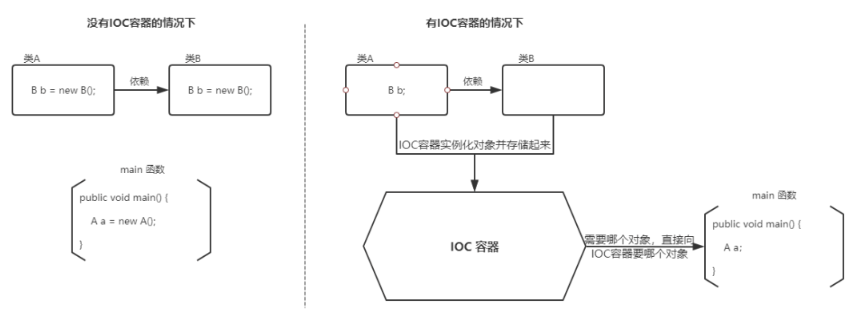 没有IOC容器的情况下
类A
类B
B b = new B();
依赖
B b = new B();
main 函数
public void main() {
A a = new A();
}
有IOC容器的情况下
类A
类B
B b;
依赖
IOC容器实例化对象并存储起来
IOC 容器
需要哪个对象，直接向
IOC容器要哪个对象
main 函数
public void main() {
A a;
}